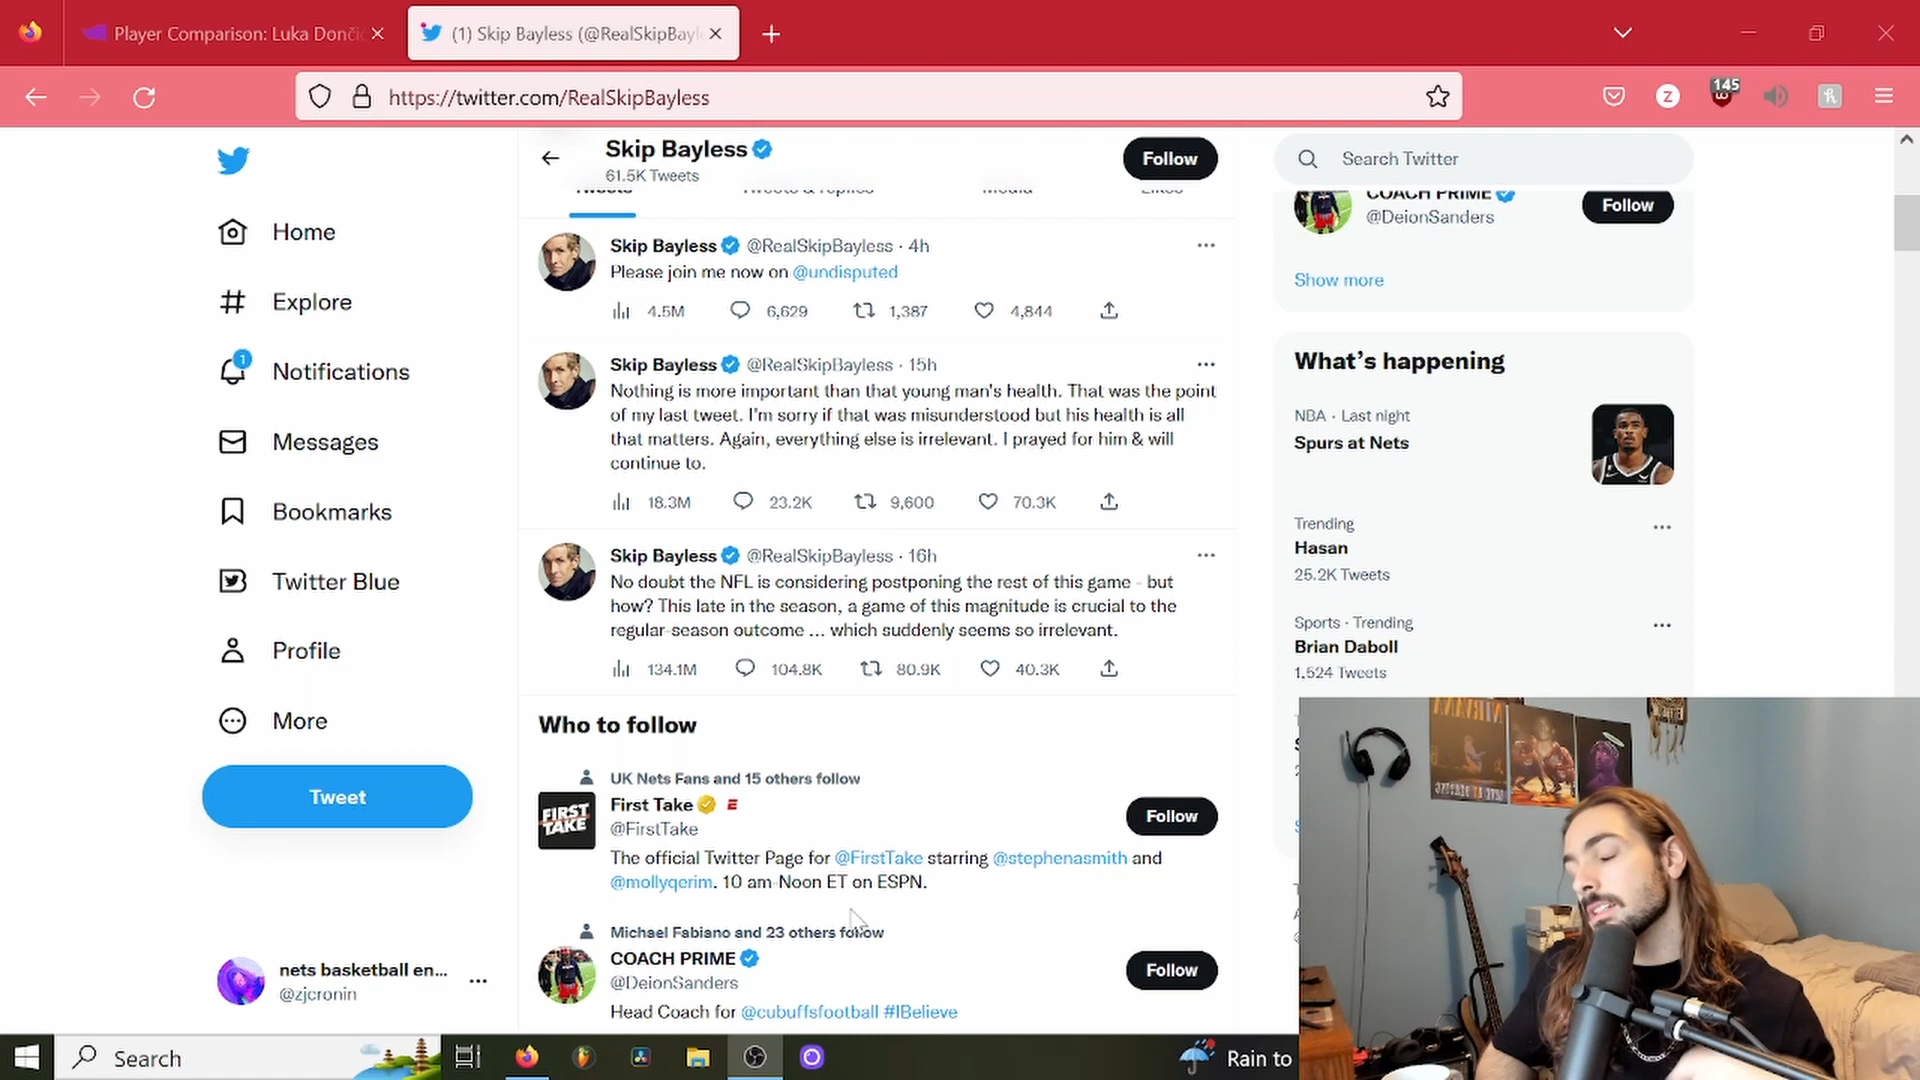 Player Comparison: Luka Dončić
(1) Skip Bayless (@RealSkipBayle
https://twitter.com/RealSkipBayless
145
Z
Home
Explore
1
Notifications
Messages
Bookmarks
Twitter Blue
Profile
More
Tweet
nets basketball en...
@zjcronin
Skip Bayless
61.5K Tweets
Follow
Tweets
Tweets & replies
Media
Likes
Skip Bayless @RealSkipBayless · 4h
Please join me now on @undisputed
4.5M 6,629 1,387 4,844
Skip Bayless @RealSkipBayless · 15h
Nothing is more important than that young man's health. That was the point
of my last tweet. I'm sorry if that was misunderstood but his health is all
that matters. Again, everything else is irrelevant. I prayed for him & will
continue to.
18.3M 23.2K 9,600 70.3K
Skip Bayless @RealSkipBayless · 16h
No doubt the NFL is considering postponing the rest of this game - but
how? This late in the season, a game of this magnitude is crucial to the
regular-season outcome ... which suddenly seems so irrelevant.
134.1M 104.8K 80.9K 40.3K
Who to follow
UK Nets Fans and 15 others follow
FIRST
TAKE
First Take
@FirstTake
Follow
The official Twitter Page for @FirstTake starring @stephenasmith and
@mollyqerim. 10 am-Noon ET on ESPN.
Michael Fabiano and 23 others follow
COACH PRIME
@DeionSanders
Follow
Head Coach for @cubuffsfootball #IBelieve
Search Twitter
COACH PRIME
@DeionSanders
Follow
Show more
What's happening
NBA · Last night
Spurs at Nets
Trending
Hasan
25.2K Tweets
Sports · Trending
Brian Daboll
1,524 Tweets
NIRVANA
Search
Rain to